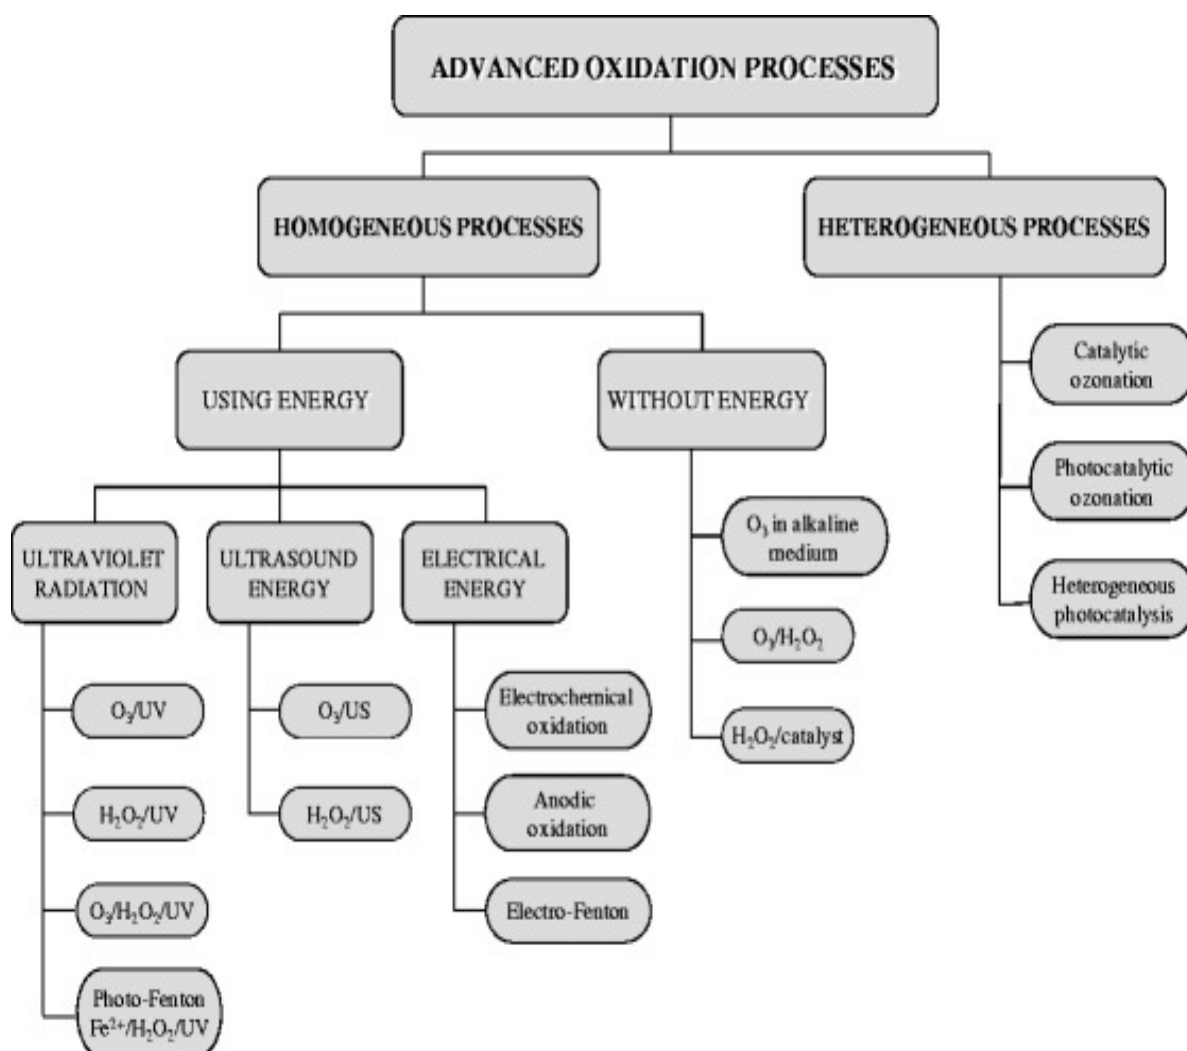 ADVANCED OXIDATION PROCESSES
HOMOGENEOUS PROCESSES
HETEROGENEOUS PROCESSES
USING ENERGY
WITHOUT ENERGY
Catalytic
ozonation
Photocatalytic
ozonation
Heterogeneous
photocatalysis
ULTRAVIOLET
RADIATION
ULTRASOUND
ENERGY
ELECTRICAL
ENERGY
O₃ in alkaline
medium
O₃/H₂O₂
H₂O₂/catalyst
O₃/UV
H₂O₂/UV
O₃/H₂O₂/UV
Photo-Fenton
Fe²⁺/H₂O₂/UV
O₃/US
H₂O₂/US
Electrochemical
oxidation
Anodic
oxidation
Electro-Fenton